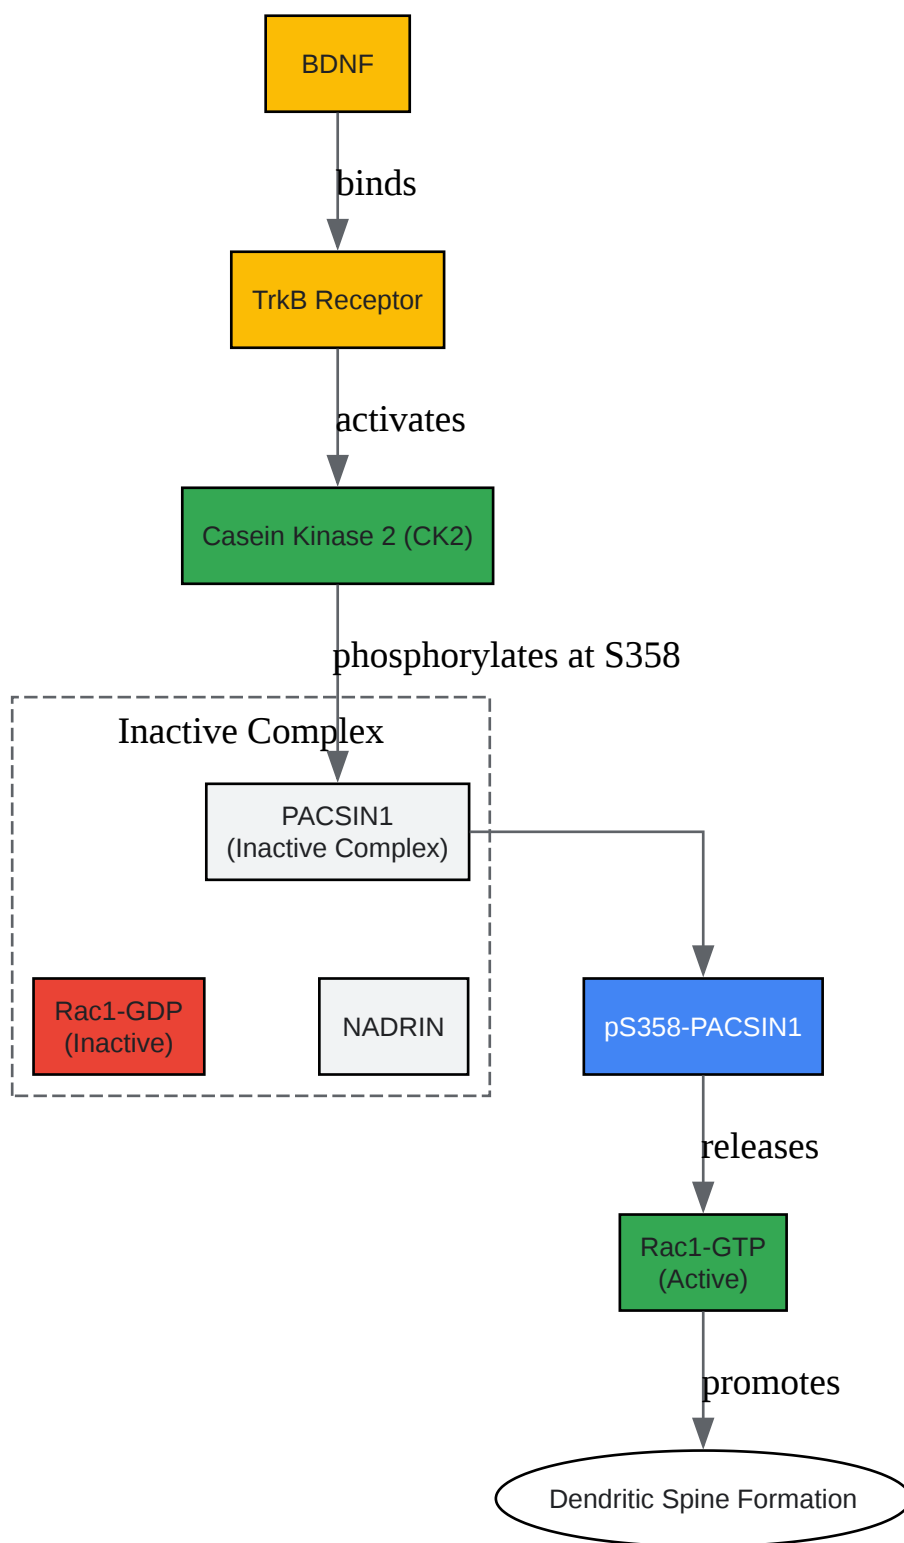 BDNF
binds
TrkB Receptor
activates
Casein Kinase 2 (CK2)
phosphorylates at S358
Inactive Complex
PACSIN1
(Inactive Complex)
Rac1-GDP
(Inactive)
NADRIN
pS358-PACSIN1
releases
Rac1-GTP
(Active)
promotes
Dendritic Spine Formation